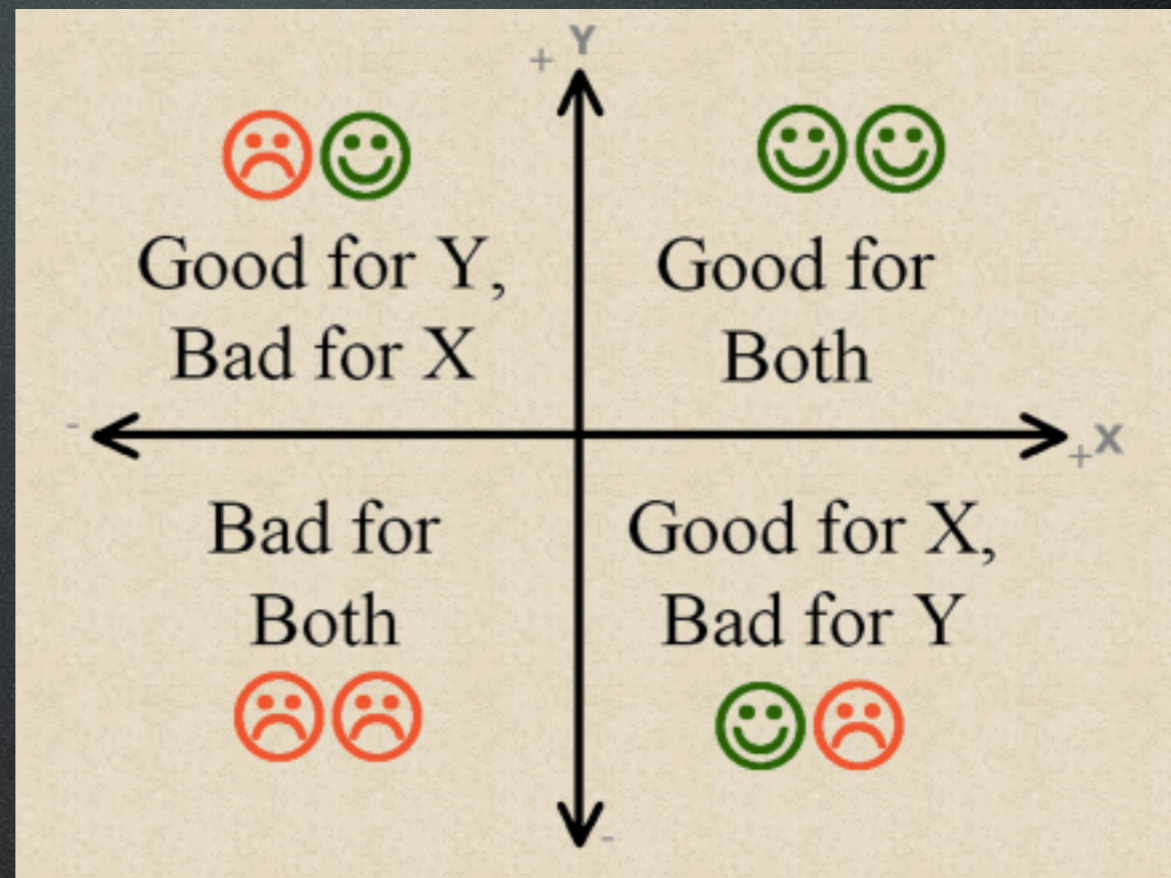 + Y
Good for Y,
Bad for X
Good for
Both
-
+ X
Bad for
Both
Good for X,
Bad for Y
-